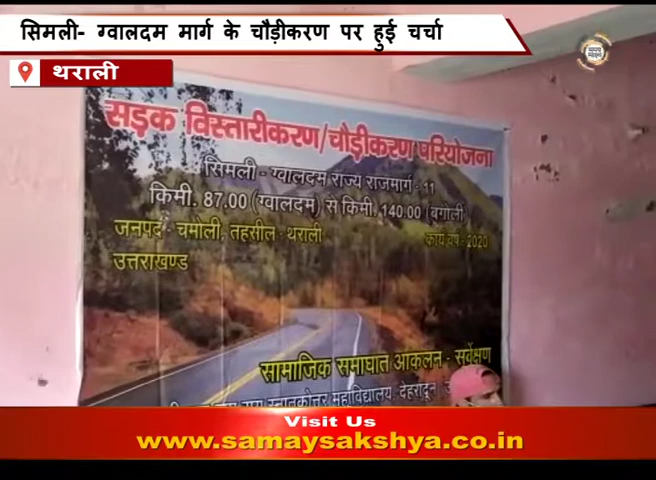 सिमली- ग्वालदम मार्ग के चौड़ीकरण पर हुई चर्चा
थराली
सड़क विस्तारीकरण/चौड़ीकरण परियोजना
सिमली - ग्वालदम राज्य राजमार्ग - 11
किमी. 87.00 (ग्वालदम) से किमी. 140.00 (बगोली)
जनपद - चमोली, तहसील - थराली
कार्य वर्ष - 2020
उत्तराखण्ड
सामाजिक समाघात आंकलन - सर्वेक्षण
महाविद्यालय, देहरादून
Visit Us
www.samaysakshya.co.in